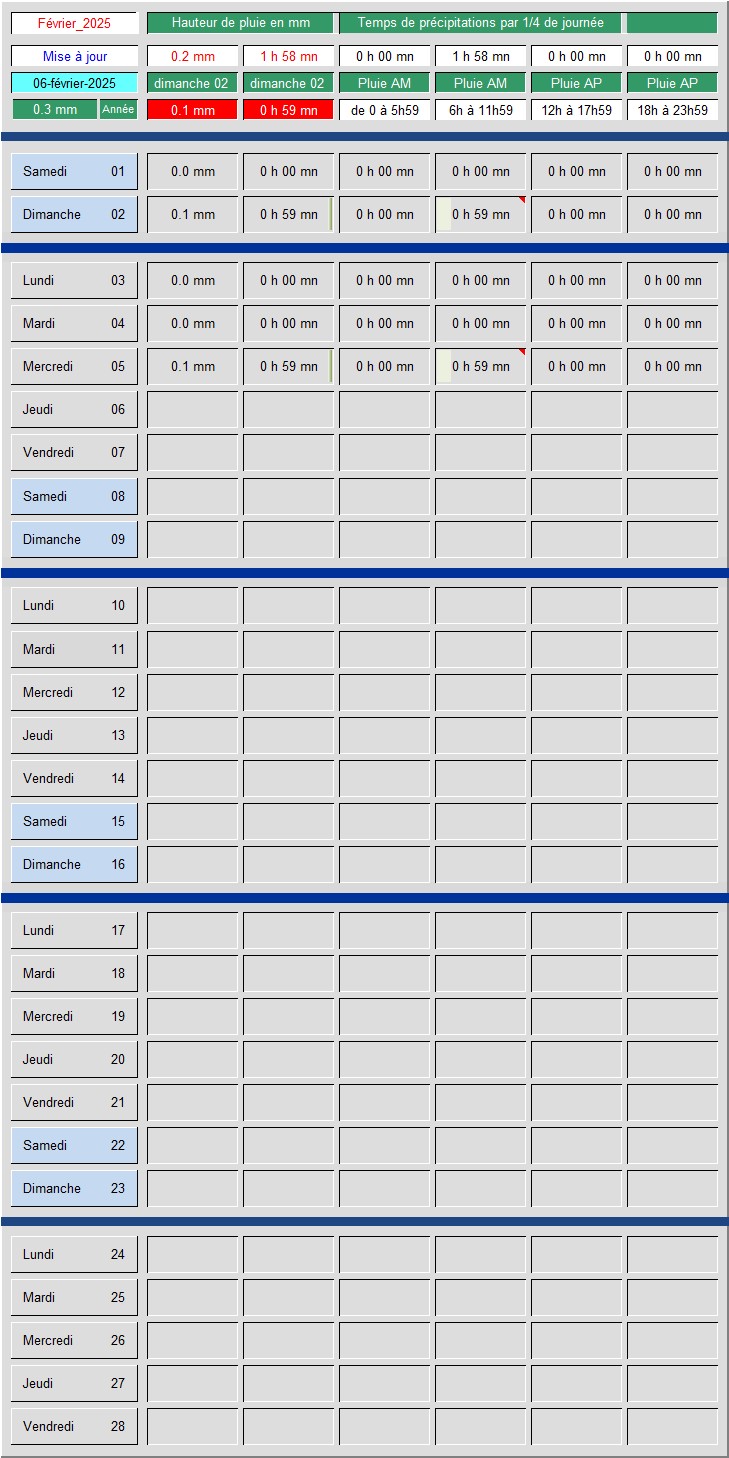 Février_2025 Hauteur de pluie en mm Temps de précipitations par 1/4 de journée
Mise à jour 0.2 mm 1 h 58 mn 0 h 00 mn 1 h 58 mn 0 h 00 mn 0 h 00 mn
06-février-2025 dimanche 02 dimanche 02 Pluie AM Pluie AM Pluie AP Pluie AP
0.3 mm Année 0.1 mm 0 h 59 mn de 0 à 5h59 6h à 11h59 12h à 17h59 18h à 23h59
Samedi 01 0.0 mm 0 h 00 mn 0 h 00 mn 0 h 00 mn 0 h 00 mn 0 h 00 mn
Dimanche 02 0.1 mm 0 h 59 mn 0 h 00 mn 0 h 59 mn 0 h 00 mn 0 h 00 mn
Lundi 03 0.0 mm 0 h 00 mn 0 h 00 mn 0 h 00 mn 0 h 00 mn 0 h 00 mn
Mardi 04 0.0 mm 0 h 00 mn 0 h 00 mn 0 h 00 mn 0 h 00 mn 0 h 00 mn
Mercredi 05 0.1 mm 0 h 59 mn 0 h 00 mn 0 h 59 mn 0 h 00 mn 0 h 00 mn
Jeudi 06
Vendredi 07
Samedi 08
Dimanche 09
Lundi 10
Mardi 11
Mercredi 12
Jeudi 13
Vendredi 14
Samedi 15
Dimanche 16
Lundi 17
Mardi 18
Mercredi 19
Jeudi 20
Vendredi 21
Samedi 22
Dimanche 23
Lundi 24
Mardi 25
Mercredi 26
Jeudi 27
Vendredi 28